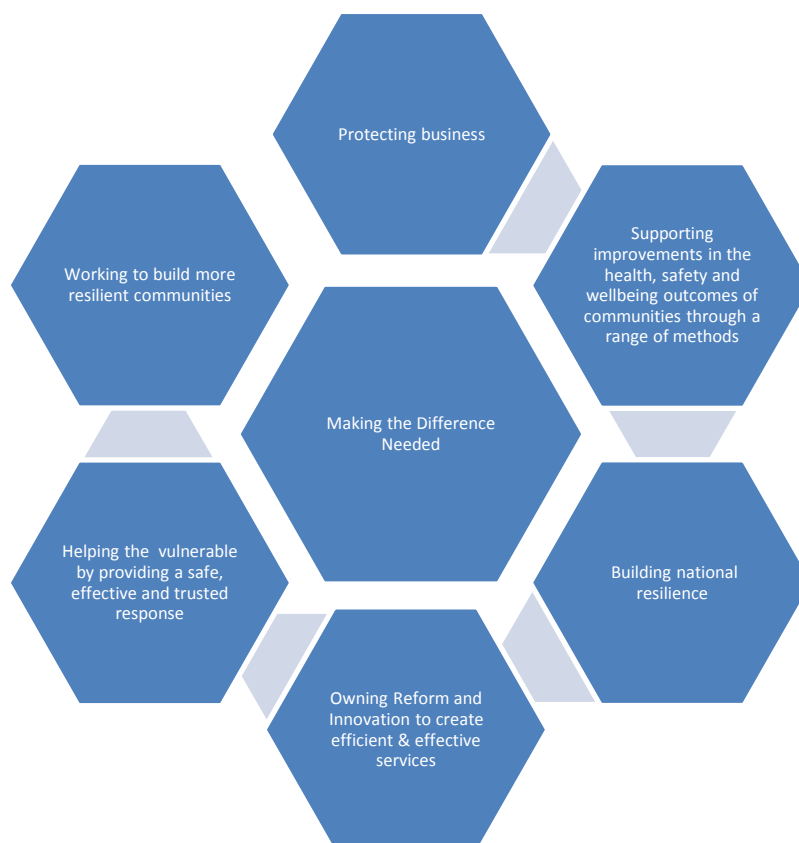 Protecting business
Supporting
improvements in the
health, safety and
wellbeing outcomes of
communities through a
range of methods
Working to build more
resilient communities
Making the Difference
Needed
Helping the  vulnerable
by providing a safe,
effective and trusted
response
Building national
resilience
Owning Reform and
Innovation to create
efficient & effective
services